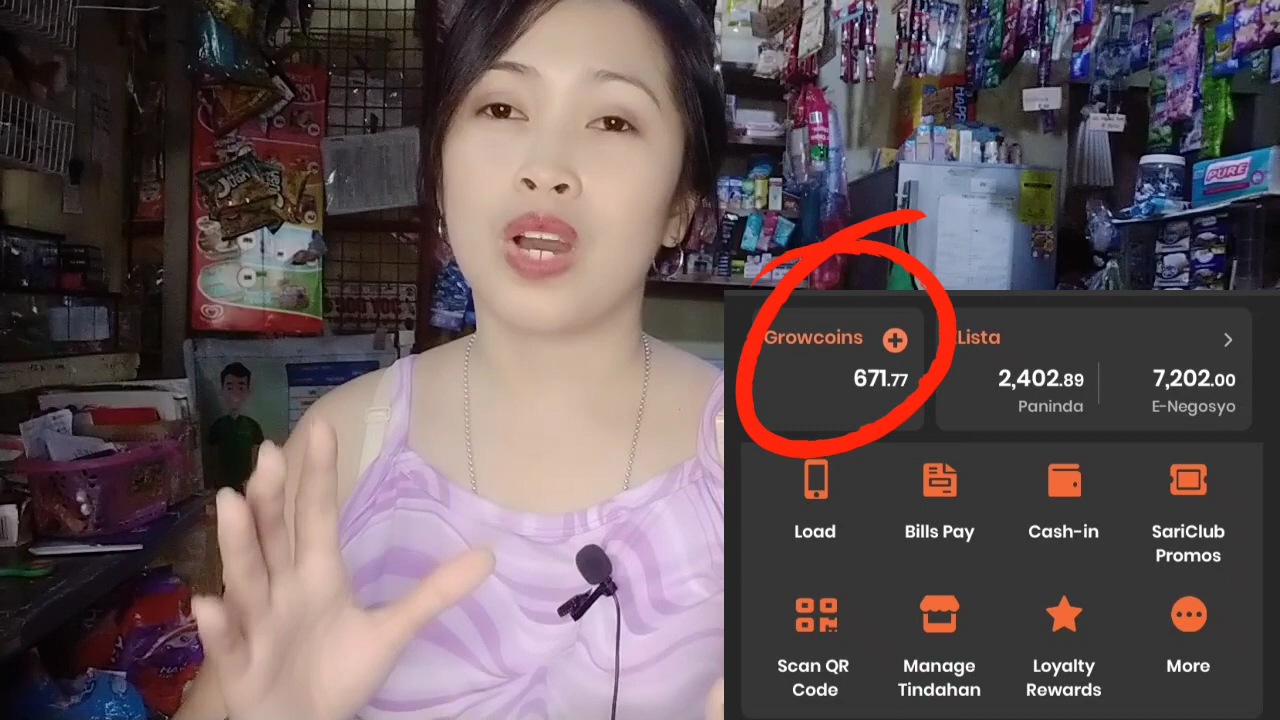 HAPP
PURE
Growcoins
671.77
Lista
2,402.89
7,202.00
Paninda
E-Negosyo
Load
Bills Pay
Cash-in
SariClub
Promos
Scan QR
Code
Manage
Tindahan
Loyalty
Rewards
More